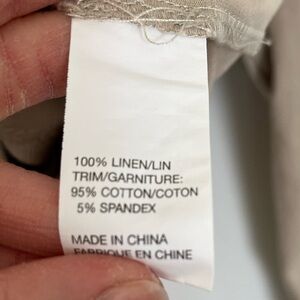 100% LINEN/LIN
TRIM/GARNITURE:
95% COTTON/COTON
5% SPANDEX
MADE IN CHINA
FABRIQUE EN CHINE